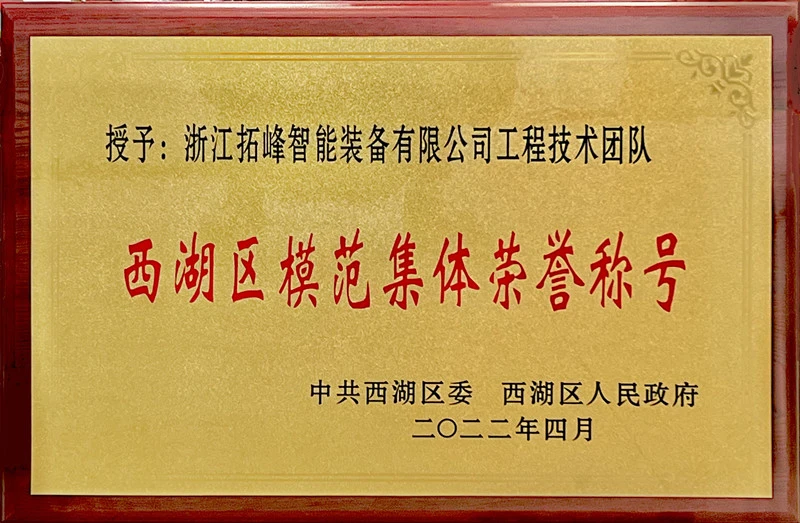 授予：浙江拓峰智能装备有限公司工程技术团队
西湖区模范集体荣誉称号
中共西湖区委　西湖区人民政府
二〇二二年四月